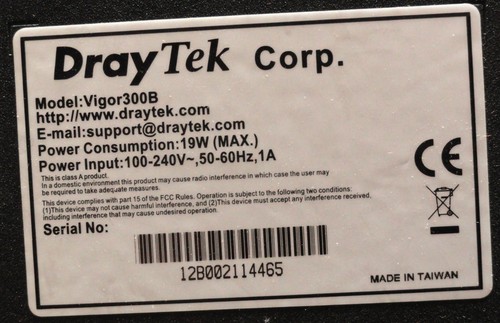 DrayTek Corp.
Model:Vigor300B
http://www.draytek.com
E-mail:support@draytek.com
Power Consumption:19W (MAX.)
Power Input:100-240V~,50-60Hz,1A
This is class A product.
In a domestic environment this product may cause radio interference in which case the user may
be required to take adequate measures.
This device complies with part 15 of the FCC Rules. Operation is subject to the following two conditions:
(1)This device may not cause harmful interference, and (2)This device must accept any interference received,
including interference that may cause undesired operation.
CE
Serial No:
12B002114465
MADE IN TAIWAN